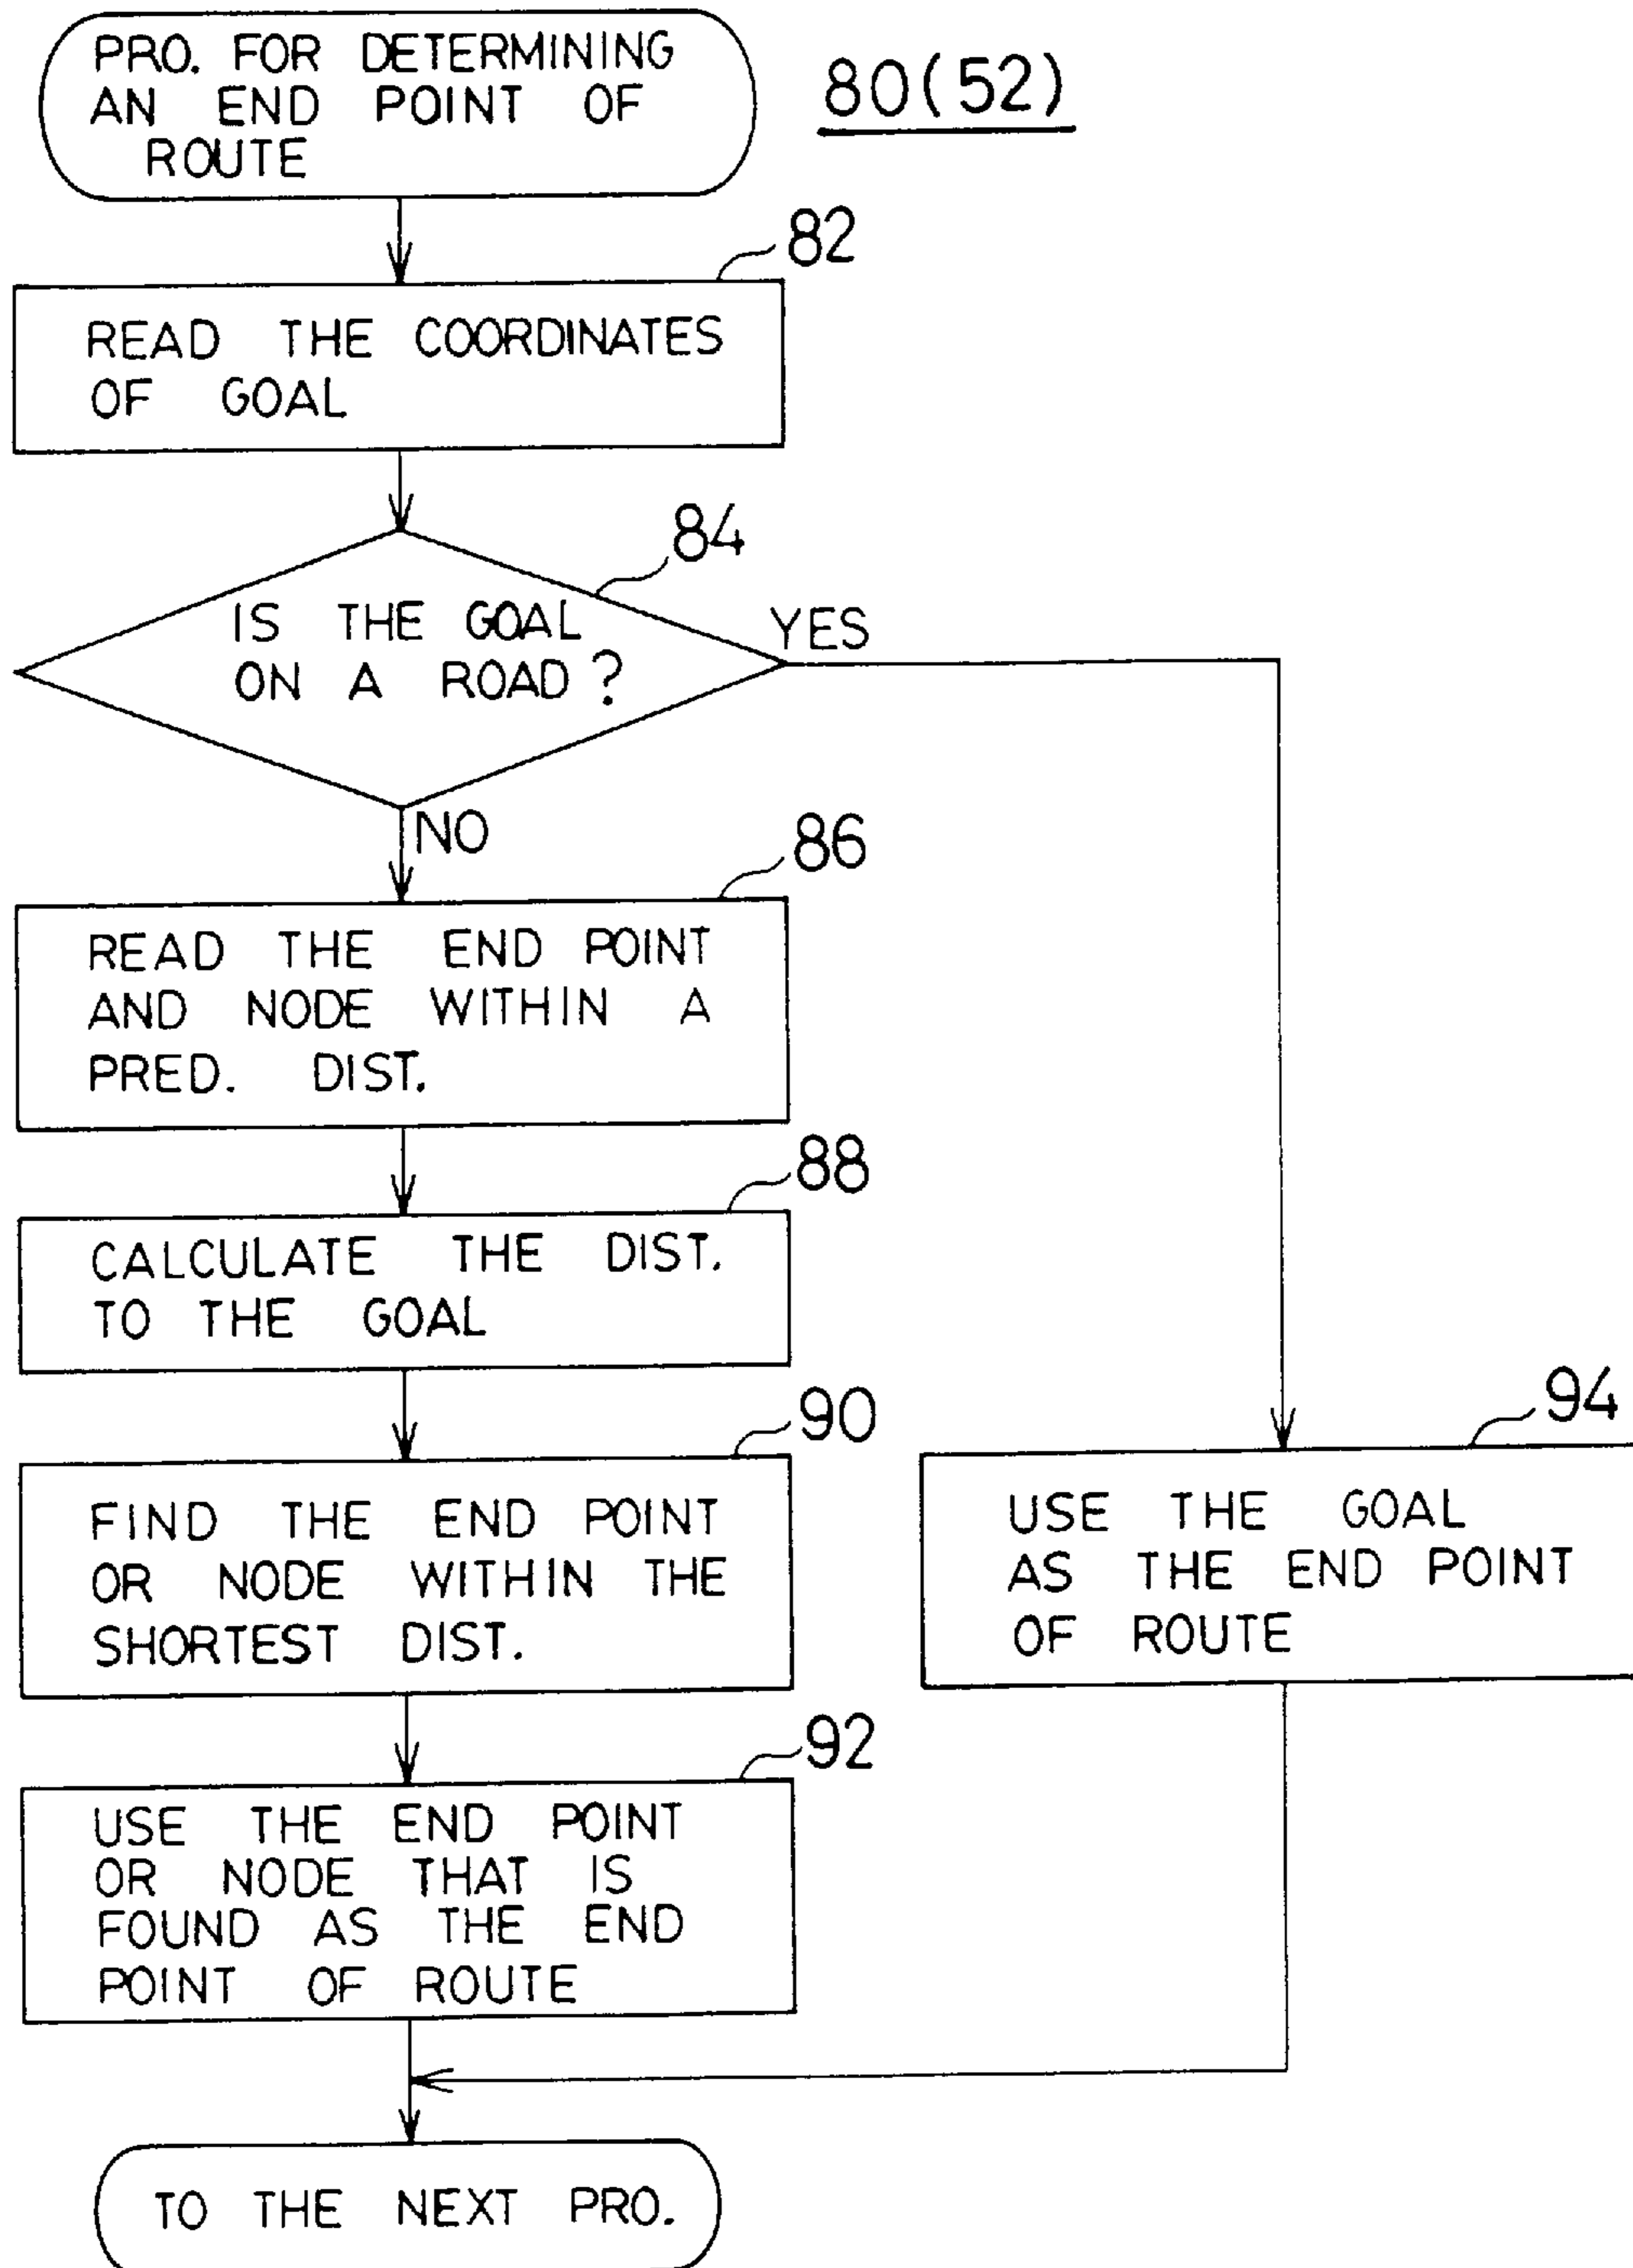 PRO. FOR DETERMINING
AN END POINT OF
ROUTE
80(52)
82
READ THE COORDINATES
OF GOAL
84
IS THE GOAL
ON A ROAD?
YES
NO
86
READ THE END POINT
AND NODE WITHIN A
PRED. DIST.
88
CALCULATE THE DIST.
TO THE GOAL
90
FIND THE END POINT
OR NODE WITHIN THE
SHORTEST DIST.
94
USE THE GOAL
AS THE END POINT
OF ROUTE
92
USE THE END POINT
OR NODE THAT IS
FOUND AS THE END
POINT OF ROUTE
TO THE NEXT PRO.